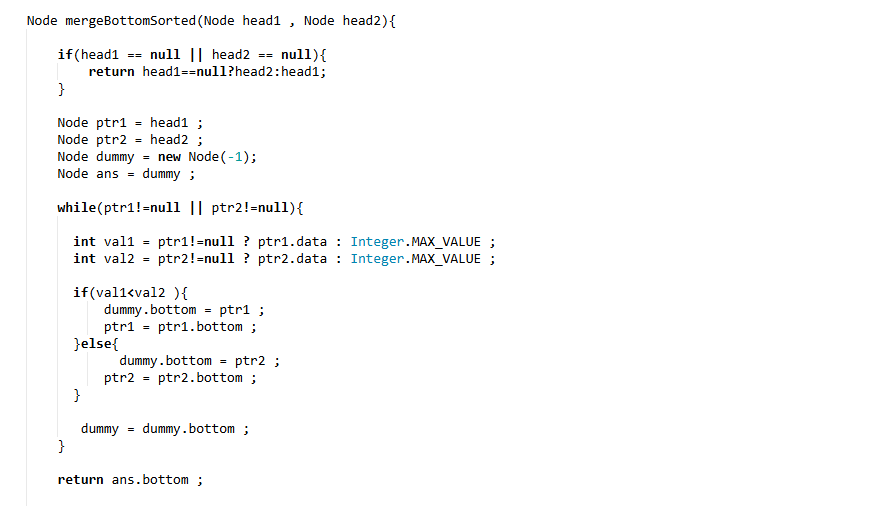 Node mergeBottomSorted(Node head1 , Node head2){
if(head1 == null || head2 == null){
return head1==null?head2:head1;
}
Node ptr1 = head1 ;
Node ptr2 = head2 ;
Node dummy = new Node(-1);
Node ans = dummy ;
while(ptr1!=null || ptr2!=null){
int val1 = ptr1!=null ? ptr1.data : Integer.MAX_VALUE ;
int val2 = ptr2!=null ? ptr2.data : Integer.MAX_VALUE ;
if(val1<val2 ){
dummy.bottom = ptr1 ;
ptr1 = ptr1.bottom ;
}else{
dummy.bottom = ptr2 ;
ptr2 = ptr2.bottom ;
}
dummy = dummy.bottom ;
}
return ans.bottom ;